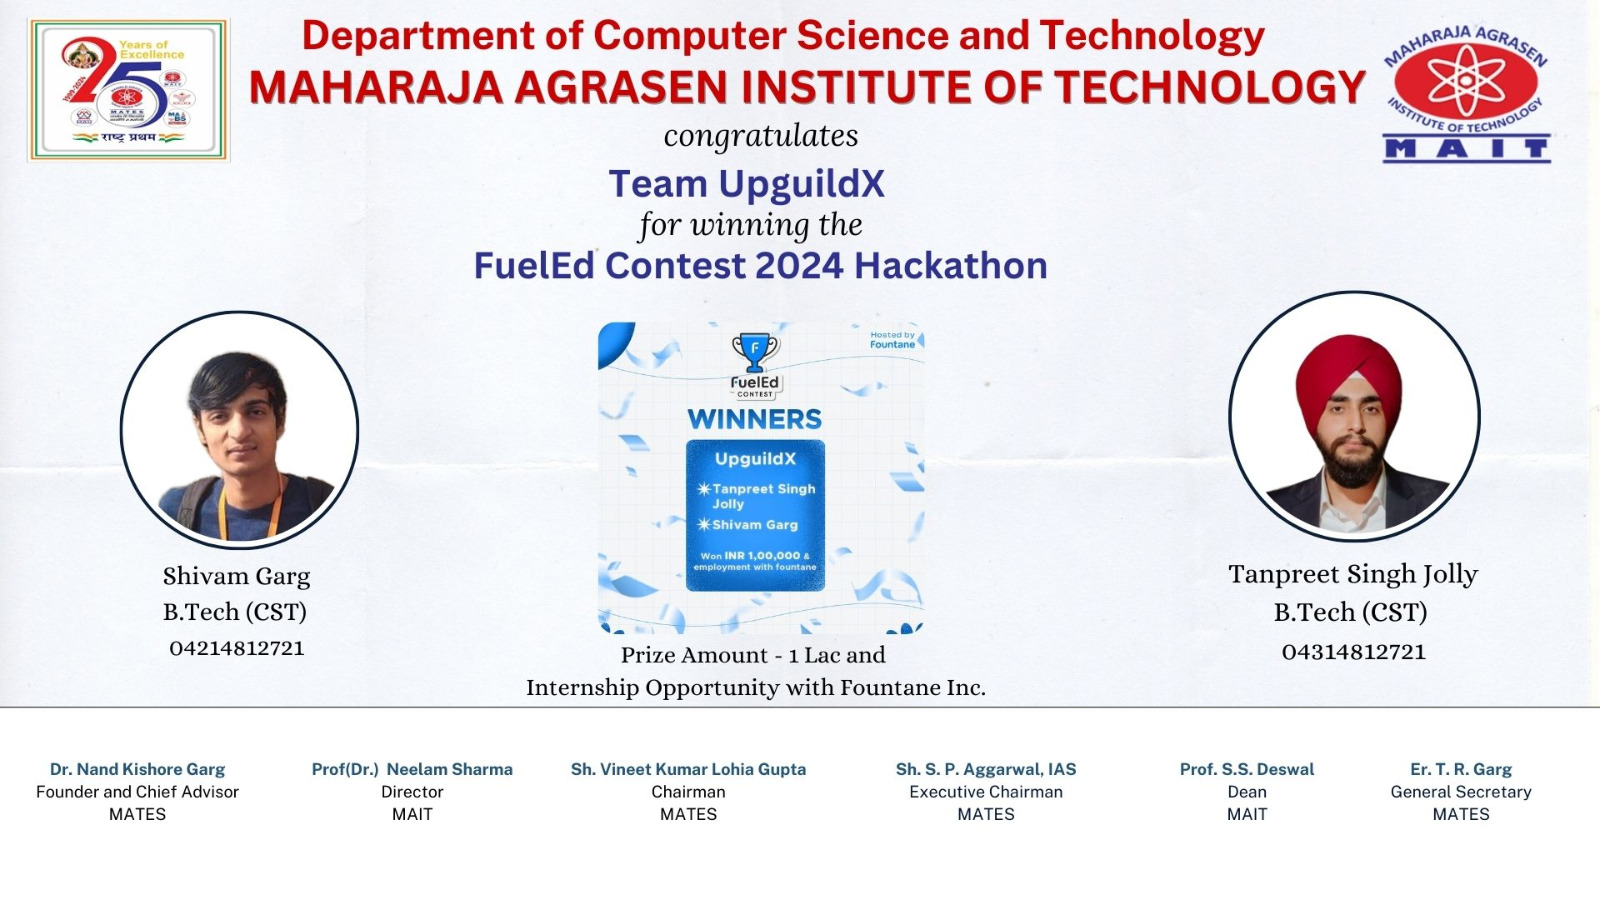 Years of
Excellence
1999-2024
25
MATES
राष्ट्र प्रथम
Department of Computer Science and Technology
MAHARAJA AGRASEN INSTITUTE OF TECHNOLOGY
congratulates
Team UpguildX
for winning the
FuelEd Contest 2024 Hackathon
MAHARAJA AGRASEN
INSTITUTE OF TECHNOLOGY
MAIT
Hosted by
Fountane
F
FuelEd
CONTEST
WINNERS
UpguildX
Tanpreet Singh
Jolly
Shivam Garg
Won INR 1,00,000 &
employment with fountane
Shivam Garg
B.Tech (CST)
04214812721
Prize Amount - 1 Lac and
Internship Opportunity with Fountane Inc.
Tanpreet Singh Jolly
B.Tech (CST)
04314812721
Dr. Nand Kishore Garg
Founder and Chief Advisor
MATES
Prof(Dr.) Neelam Sharma
Director
MAIT
Sh. Vineet Kumar Lohia Gupta
Chairman
MATES
Sh. S. P. Aggarwal, IAS
Executive Chairman
MATES
Prof. S.S. Deswal
Dean
MAIT
Er. T. R. Garg
General Secretary
MATES